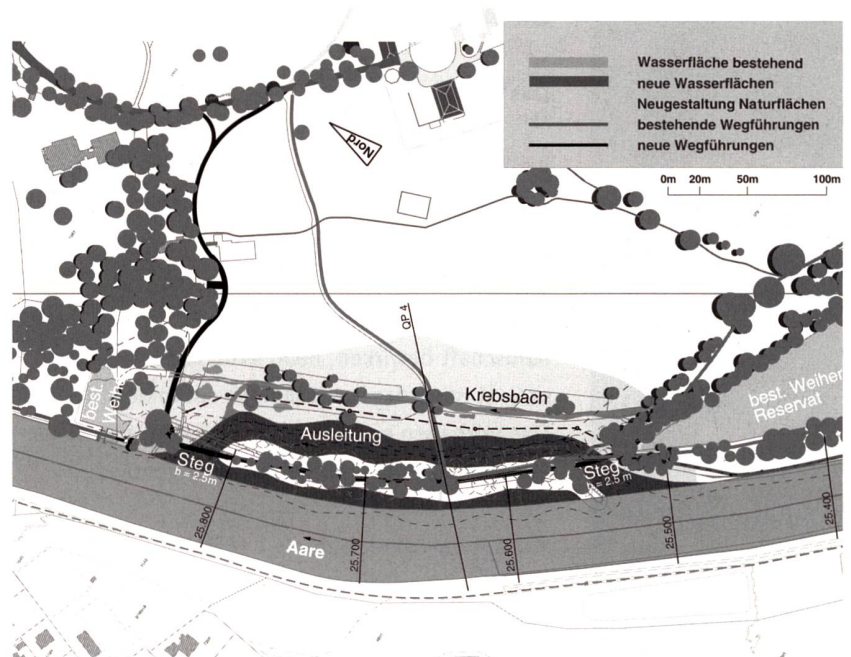 Wasserfläche bestehend
neue Wasserflächen
Neugestaltung Naturflächen
bestehende Wegführungen
neue Wegführungen
0m 20m 50m 100m
Nord
QP 4
best.
Weiher
Krebsbach
best. Weiher
Reservat
Ausleitung
Steg
b = 2.5m
Steg
b = 2.5 m
Aare
25.800
25.700
25.600
25.500
25.400